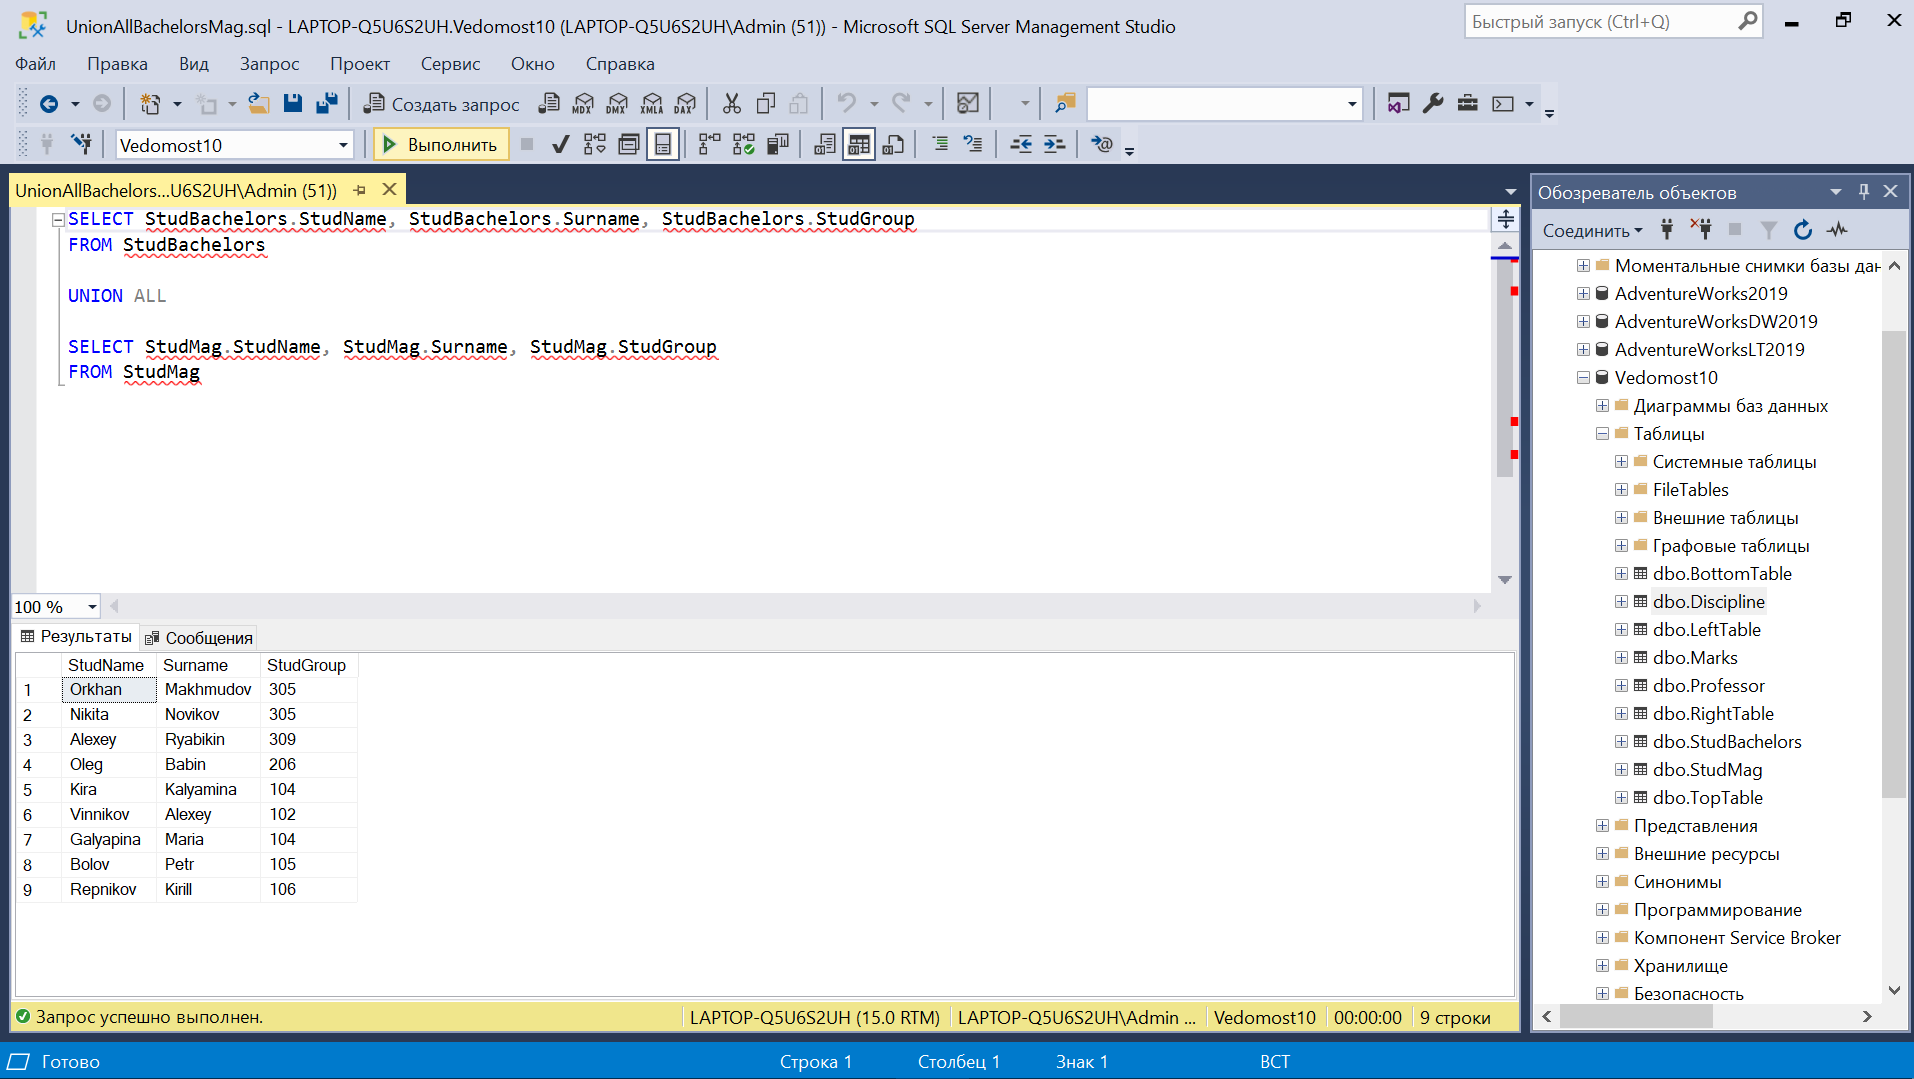 UnionAllBachelorsMag.sql - LAPTOP-Q5U6S2UH.Vedomost10 (LAPTOP-Q5U6S2UH\Admin (51)) - Microsoft SQL Server Management Studio
Быстрый запуск (Ctrl+Q)
Файл Правка Вид Запрос Проект Сервис Окно Справка
Создать запрос MDX DMX XMLA DAX
Vedomost10 Выполнить
UnionAllBachelors...U6S2UH\Admin (51))
SELECT StudBachelors.StudName, StudBachelors.Surname, StudBachelors.StudGroup
FROM StudBachelors
UNION ALL
SELECT StudMag.StudName, StudMag.Surname, StudMag.StudGroup
FROM StudMag
100 %
Результаты Сообщения
StudName Surname StudGroup
1 Orkhan Makhmudov 305
2 Nikita Novikov 305
3 Alexey Ryabikin 309
4 Oleg Babin 206
5 Kira Kalyamina 104
6 Vinnikov Alexey 102
7 Galyapina Maria 104
8 Bolov Petr 105
9 Repnikov Kirill 106
Запрос успешно выполнен. LAPTOP-Q5U6S2UH (15.0 RTM) LAPTOP-Q5U6S2UH\Admin ... Vedomost10 00:00:00 9 строки
Обозреватель объектов
Соединить
Моментальные снимки базы дан
AdventureWorks2019
AdventureWorksDW2019
AdventureWorksLT2019
Vedomost10
Диаграммы баз данных
Таблицы
Системные таблицы
FileTables
Внешние таблицы
Графовые таблицы
dbo.BottomTable
dbo.Discipline
dbo.LeftTable
dbo.Marks
dbo.Professor
dbo.RightTable
dbo.StudBachelors
dbo.StudMag
dbo.TopTable
Представления
Внешние ресурсы
Синонимы
Программирование
Компонент Service Broker
Хранилище
Безопасность
Готово Строка 1 Столбец 1 Знак 1 ВСТ